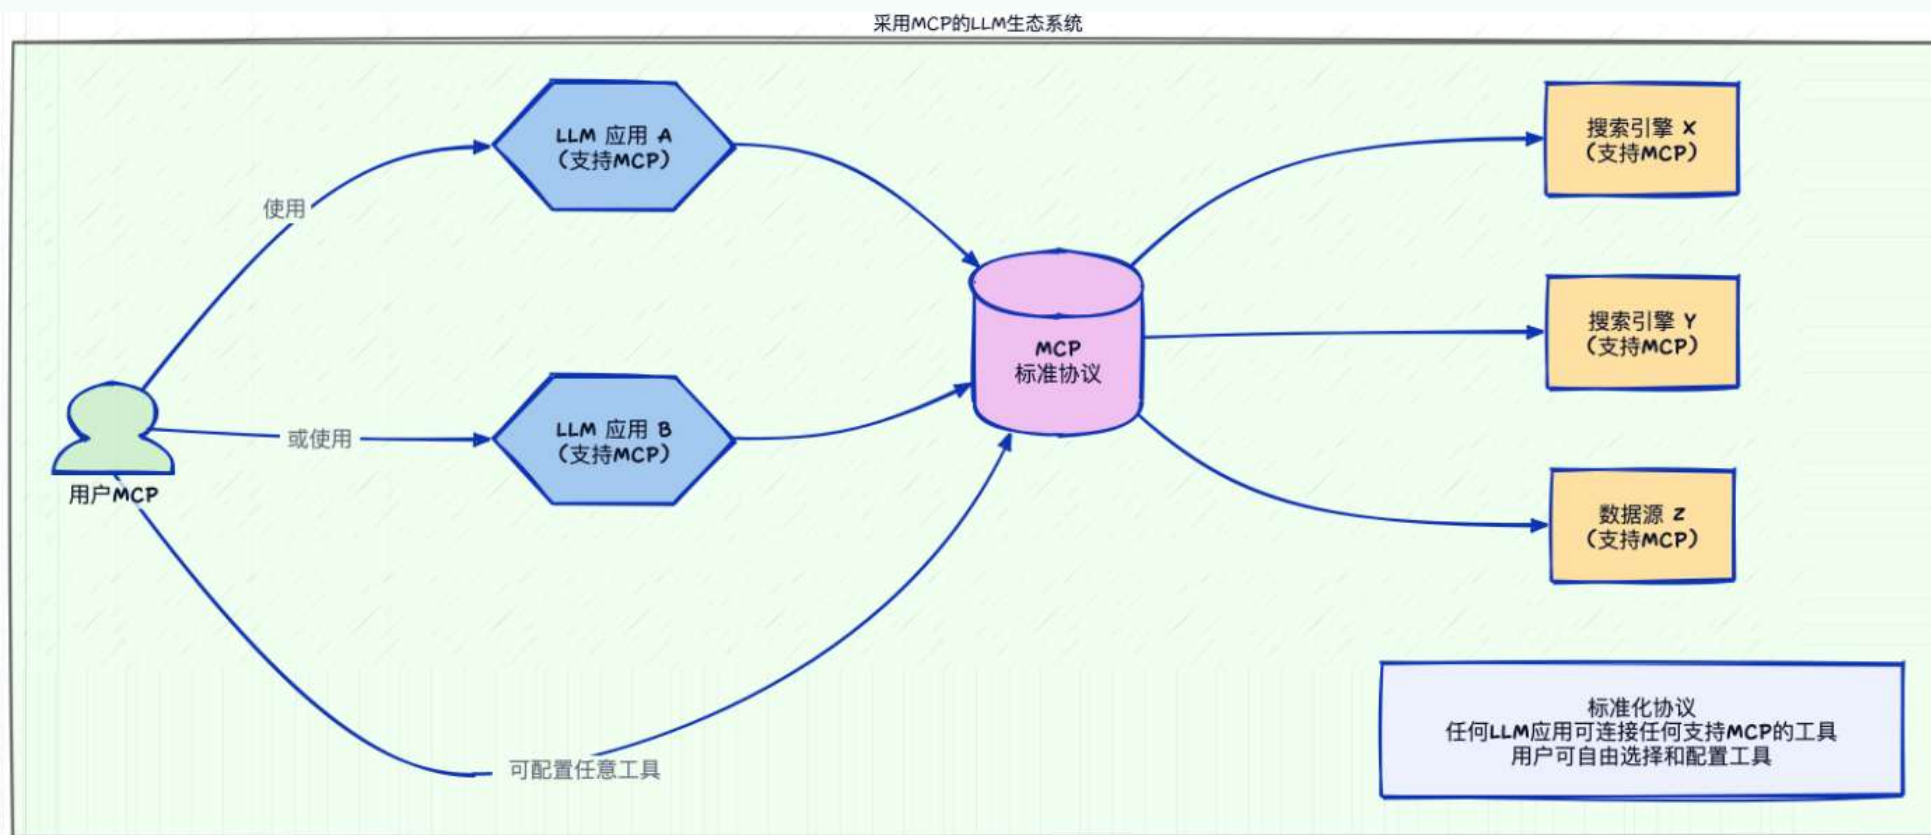 采用MCP的LLM生态系统
LLM 应用 A
（支持MCP）
搜索引擎 X
（支持MCP）
使用
搜索引擎 Y
（支持MCP）
MCP
标准协议
LLM 应用 B
（支持MCP）
或使用
用户MCP
数据源 Z
（支持MCP）
可配置任意工具
标准化协议
任何LLM应用可连接任何支持MCP的工具
用户可自由选择和配置工具